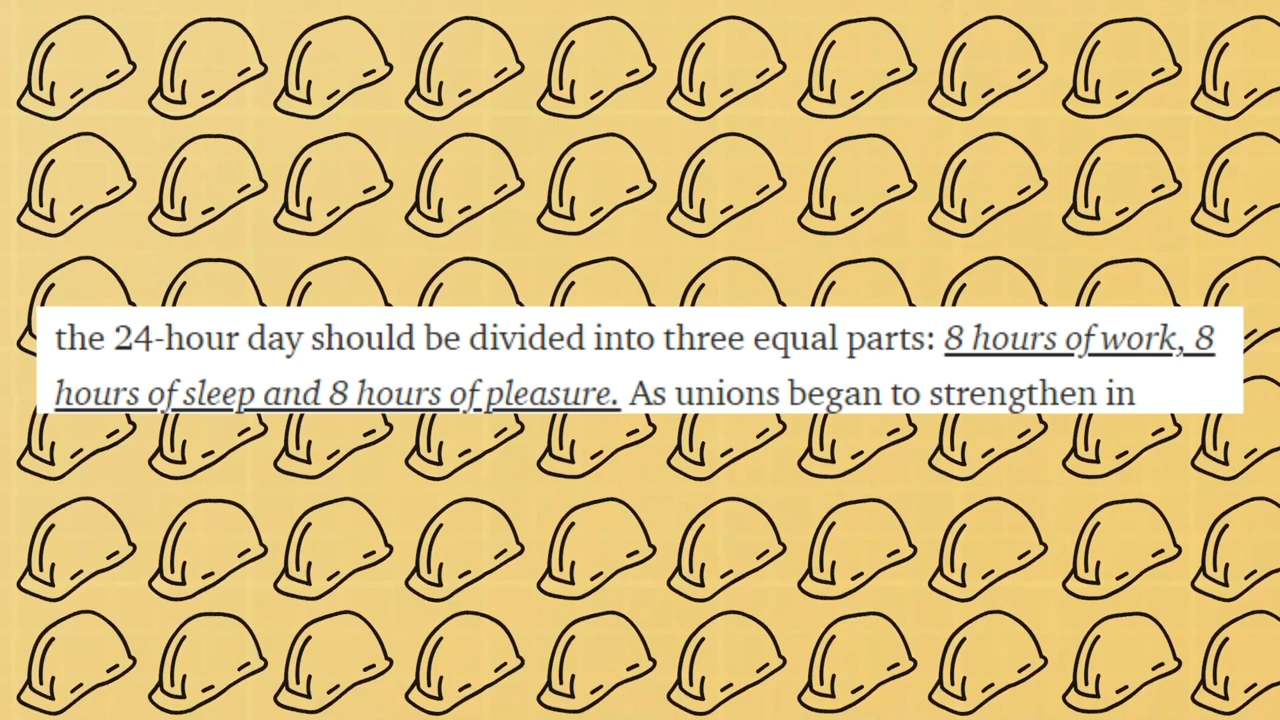 the 24-hour day should be divided into three equal parts: 8 hours of work, 8
hours of sleep and 8 hours of pleasure. As unions began to strengthen in